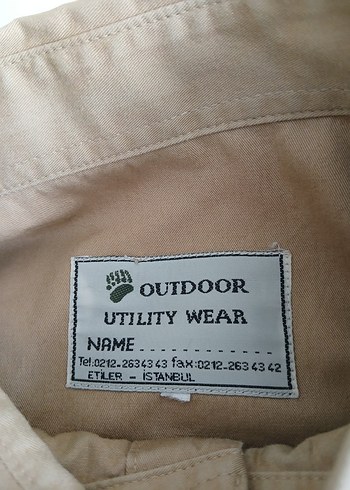 OUTDOOR
UTILITY WEAR
NAME - - - - - - - - - - - - -
Tel:0212-263 43 43 fax:0212-263 43 42
ETİLER - İSTANBUL